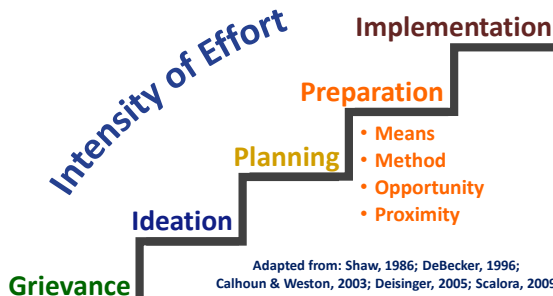 Intensity of Effort
Implementation
Preparation
• Means
• Method
• Opportunity
• Proximity
Planning
Ideation
Grievance
Adapted from: Shaw, 1986; DeBecker, 1996;
Calhoun & Weston, 2003; Deisinger, 2005; Scalora, 2009